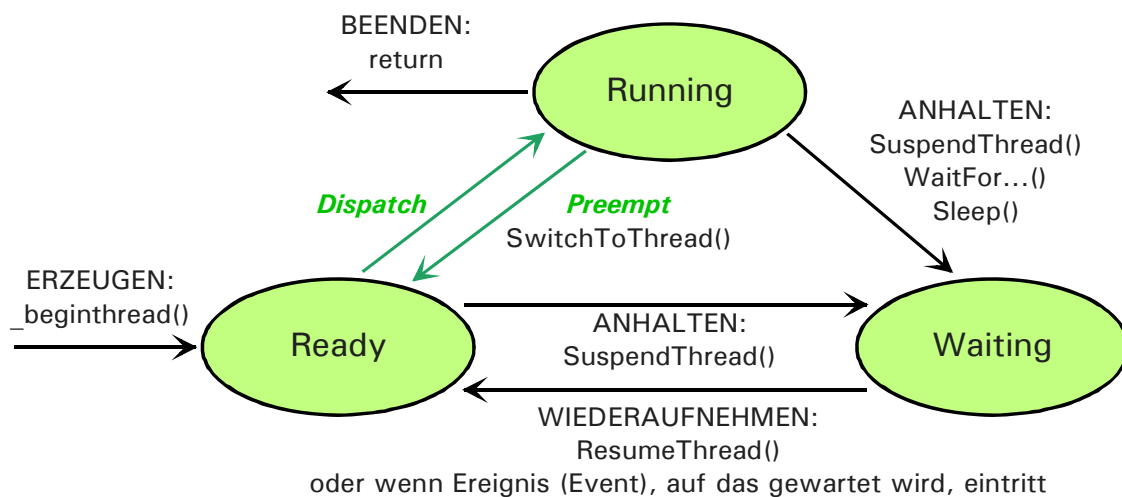 BEENDEN:
return
Running
ANHALTEN:
SuspendThread()
WaitFor…()
Sleep()
Dispatch
Preempt
SwitchToThread()
ERZEUGEN:
_beginthread()
Ready
ANHALTEN:
SuspendThread()
Waiting
WIEDERAUFNEHMEN:
ResumeThread()
oder wenn Ereignis (Event), auf das gewartet wird, eintritt